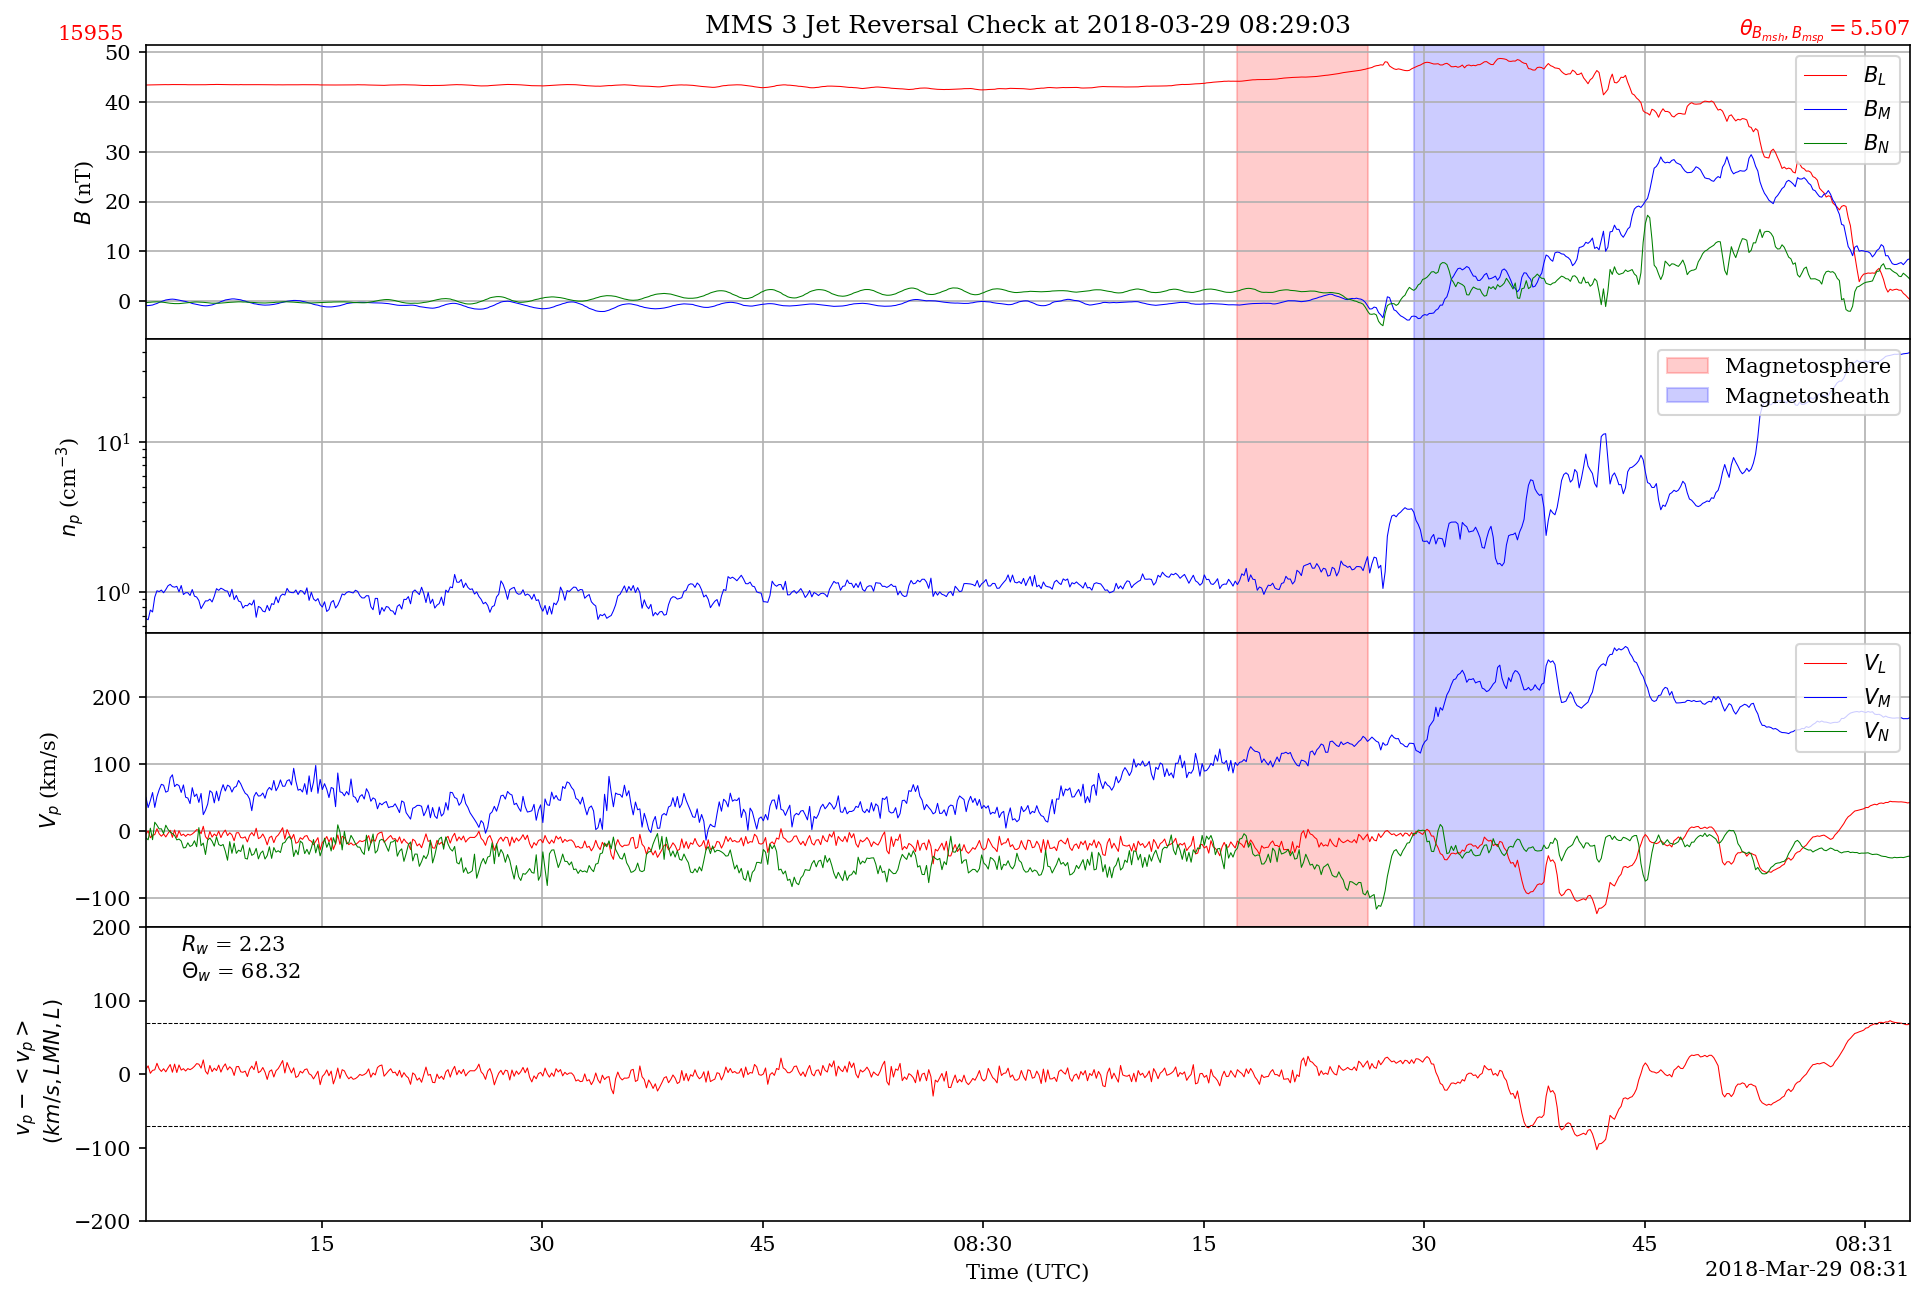 15955
MMS 3 Jet Reversal Check at 2018-03-29 08:29:03
θ_{B_{msh}, B_{msp}} = 5.507
50
40
30
20
10
0
B (nT)
B_L
B_M
B_N
10^1
10^0
n_p (cm^{-3})
Magnetosphere
Magnetosheath
200
100
0
−100
V_p (km/s)
V_L
V_M
V_N
200
100
0
−100
−200
v_p − <v_p>
(km/s, LMN, L)
R_w = 2.23
Θ_w = 68.32
15
30
45
08:30
15
30
45
08:31
Time (UTC)
2018-Mar-29 08:31